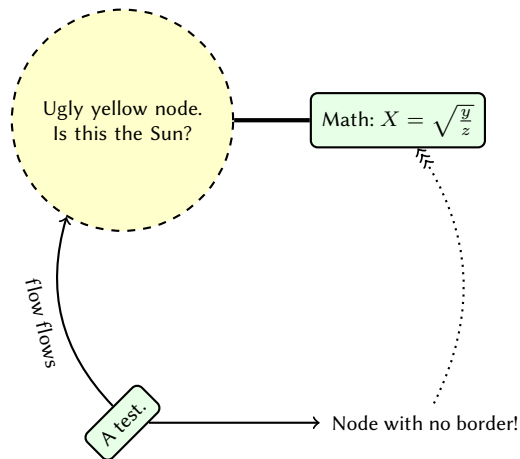 Ugly yellow node.
Is this the Sun?
Math: X = √(y/z)
flow flows
A test.
Node with no border!